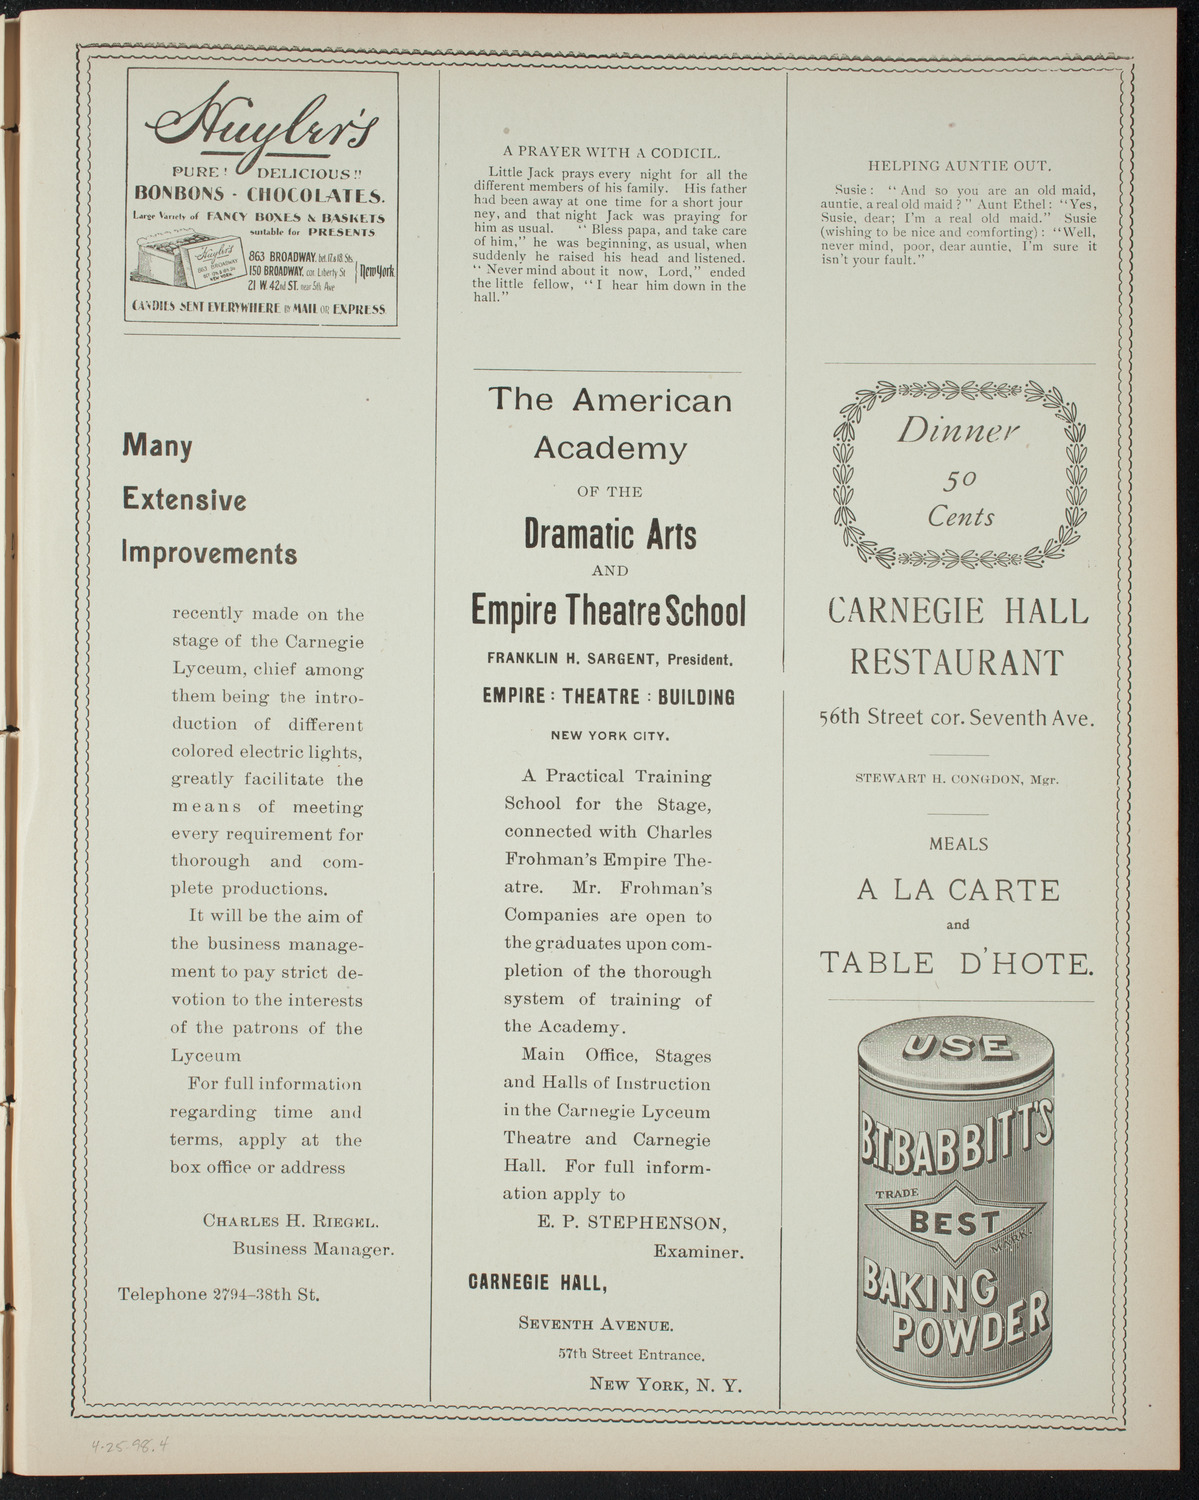 Huyler's
PURE! DELICIOUS!!
BONBONS - CHOCOLATES.
Large Variety of FANCY BOXES & BASKETS
suitable for PRESENTS
Huyler's
863 BROADWAY
NEW YORK
863 BROADWAY, bet. 17 & 18 Sts.
150 BROADWAY, cor. Liberty St
21 W. 42nd ST. near 5th Ave
New York
CANDIES SENT EVERYWHERE BY MAIL OR EXPRESS
Many
Extensive
Improvements
recently made on the
stage of the Carnegie
Lyceum, chief among
them being the intro-
duction of different
colored electric lights,
greatly facilitate the
means of meeting
every requirement for
thorough and com-
plete productions.
It will be the aim of
the business manage-
ment to pay strict de-
votion to the interests
of the patrons of the
Lyceum
For full information
regarding time and
terms, apply at the
box office or address
CHARLES H. RIEGEL.
Business Manager.
Telephone 2794-38th St.
A PRAYER WITH A CODICIL.
Little Jack prays every night for all the
different members of his family. His father
had been away at one time for a short jour
ney, and that night Jack was praying for
him as usual. "Bless papa, and take care
of him," he was beginning, as usual, when
suddenly he raised his head and listened.
"Never mind about it now, Lord," ended
the little fellow, "I hear him down in the
hall."
The American
Academy
OF THE
Dramatic Arts
AND
Empire Theatre School
FRANKLIN H. SARGENT, President.
EMPIRE : THEATRE : BUILDING
NEW YORK CITY.
A Practical Training
School for the Stage,
connected with Charles
Frohman's Empire The-
atre. Mr. Frohman's
Companies are open to
the graduates upon com-
pletion of the thorough
system of training of
the Academy.
Main Office, Stages
and Halls of Instruction
in the Carnegie Lyceum
Theatre and Carnegie
Hall. For full inform-
ation apply to
E. P. STEPHENSON,
Examiner.
CARNEGIE HALL,
SEVENTH AVENUE.
57th Street Entrance.
NEW YORK, N. Y.
HELPING AUNTIE OUT.
Susie: "And so you are an old maid,
auntie, a real old maid?" Aunt Ethel: "Yes,
Susie, dear; I'm a real old maid." Susie
(wishing to be nice and comforting): "Well,
never mind, poor, dear auntie, I'm sure it
isn't your fault."
Dinner
50
Cents
CARNEGIE HALL
RESTAURANT
56th Street cor. Seventh Ave.
STEWART H. CONGDON, Mgr.
MEALS
A LA CARTE
and
TABLE D'HOTE.
USE
B.T. BABBITT'S
TRADE
BEST
MARK.
BAKING
POWDER
4-25-98.4